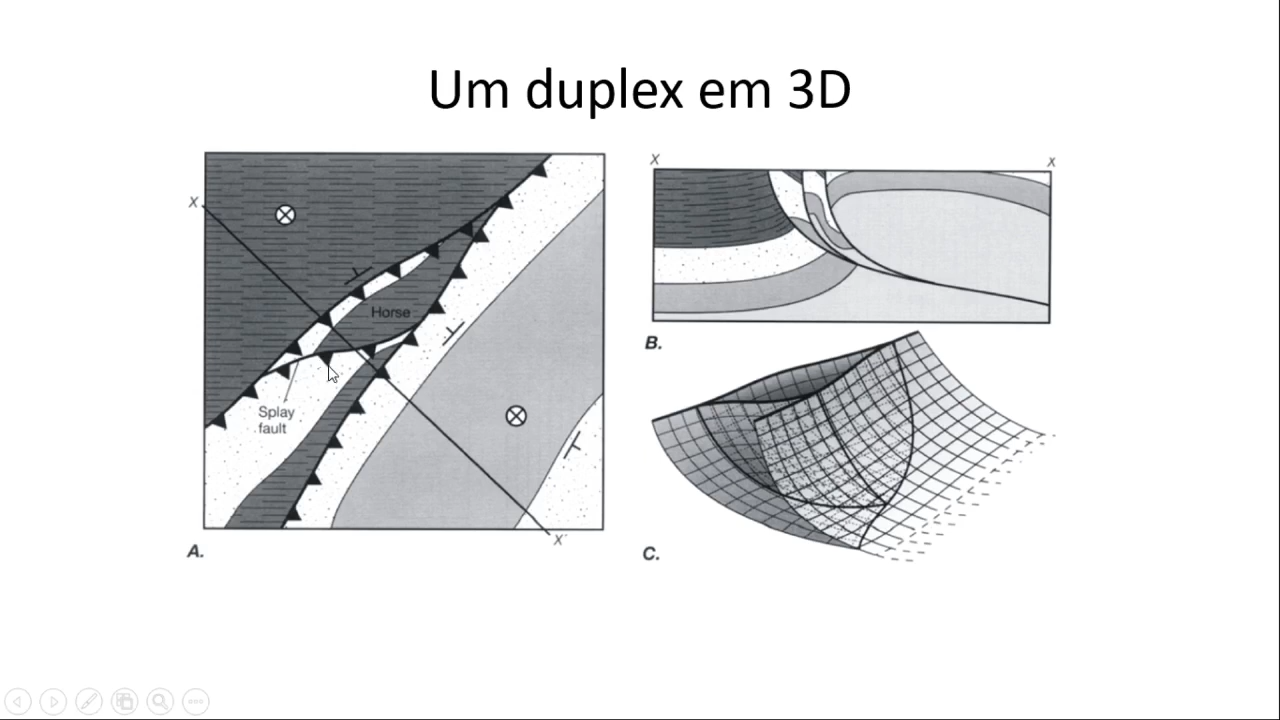 Um duplex em 3D
X
Horse
Splay
fault
X´
A.
X
X
B.
C.